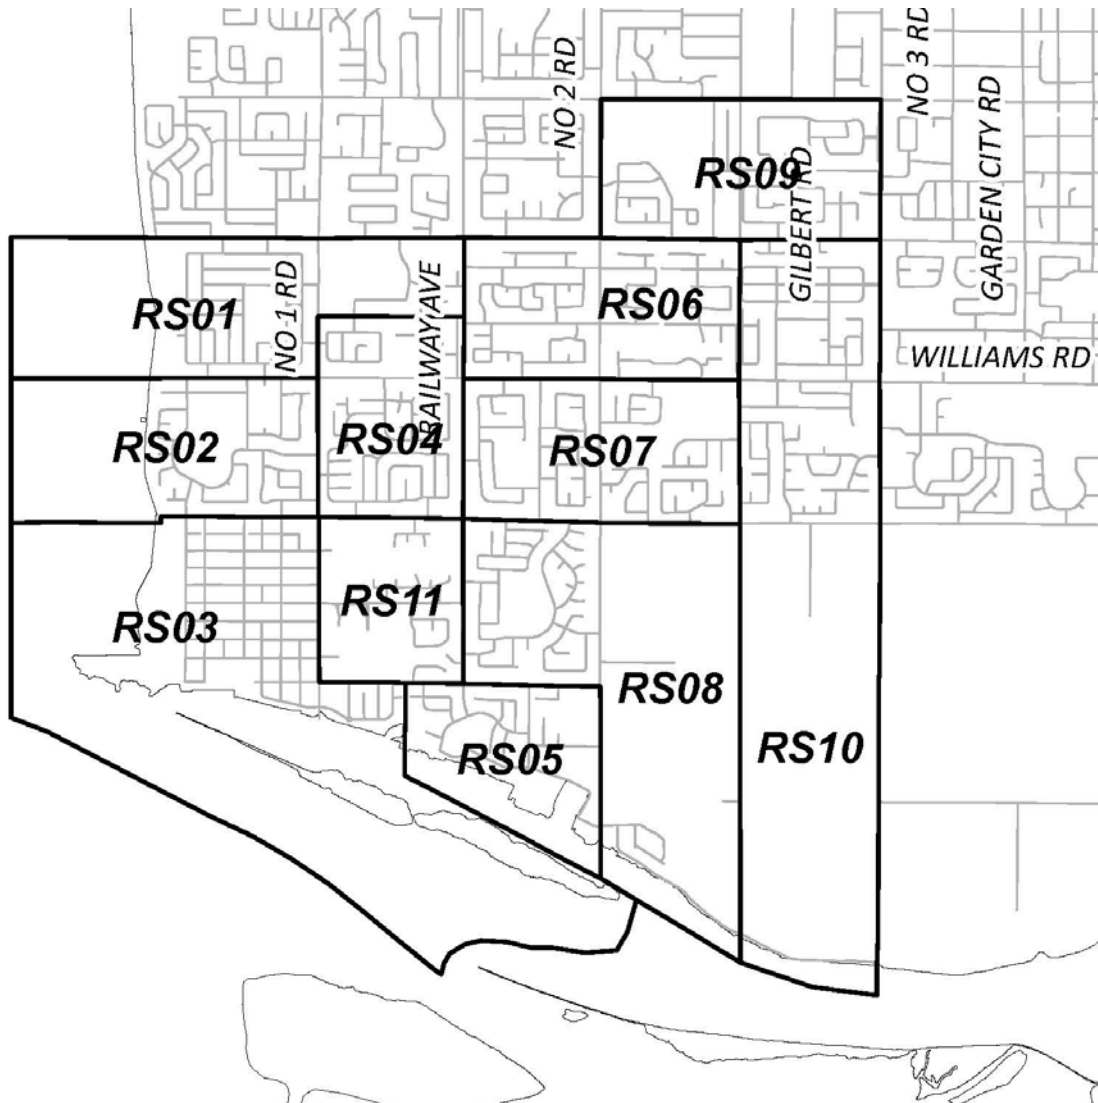 NO 3 RD
NO 2 RD
GARDEN CITY RD
RS09
GILBERT RD
RS01
NO 1 RD
RAILWAY AVE
RS06
WILLIAMS RD
RS02
RS04
RS07
RS03
RS11
RS08
RS05
RS10